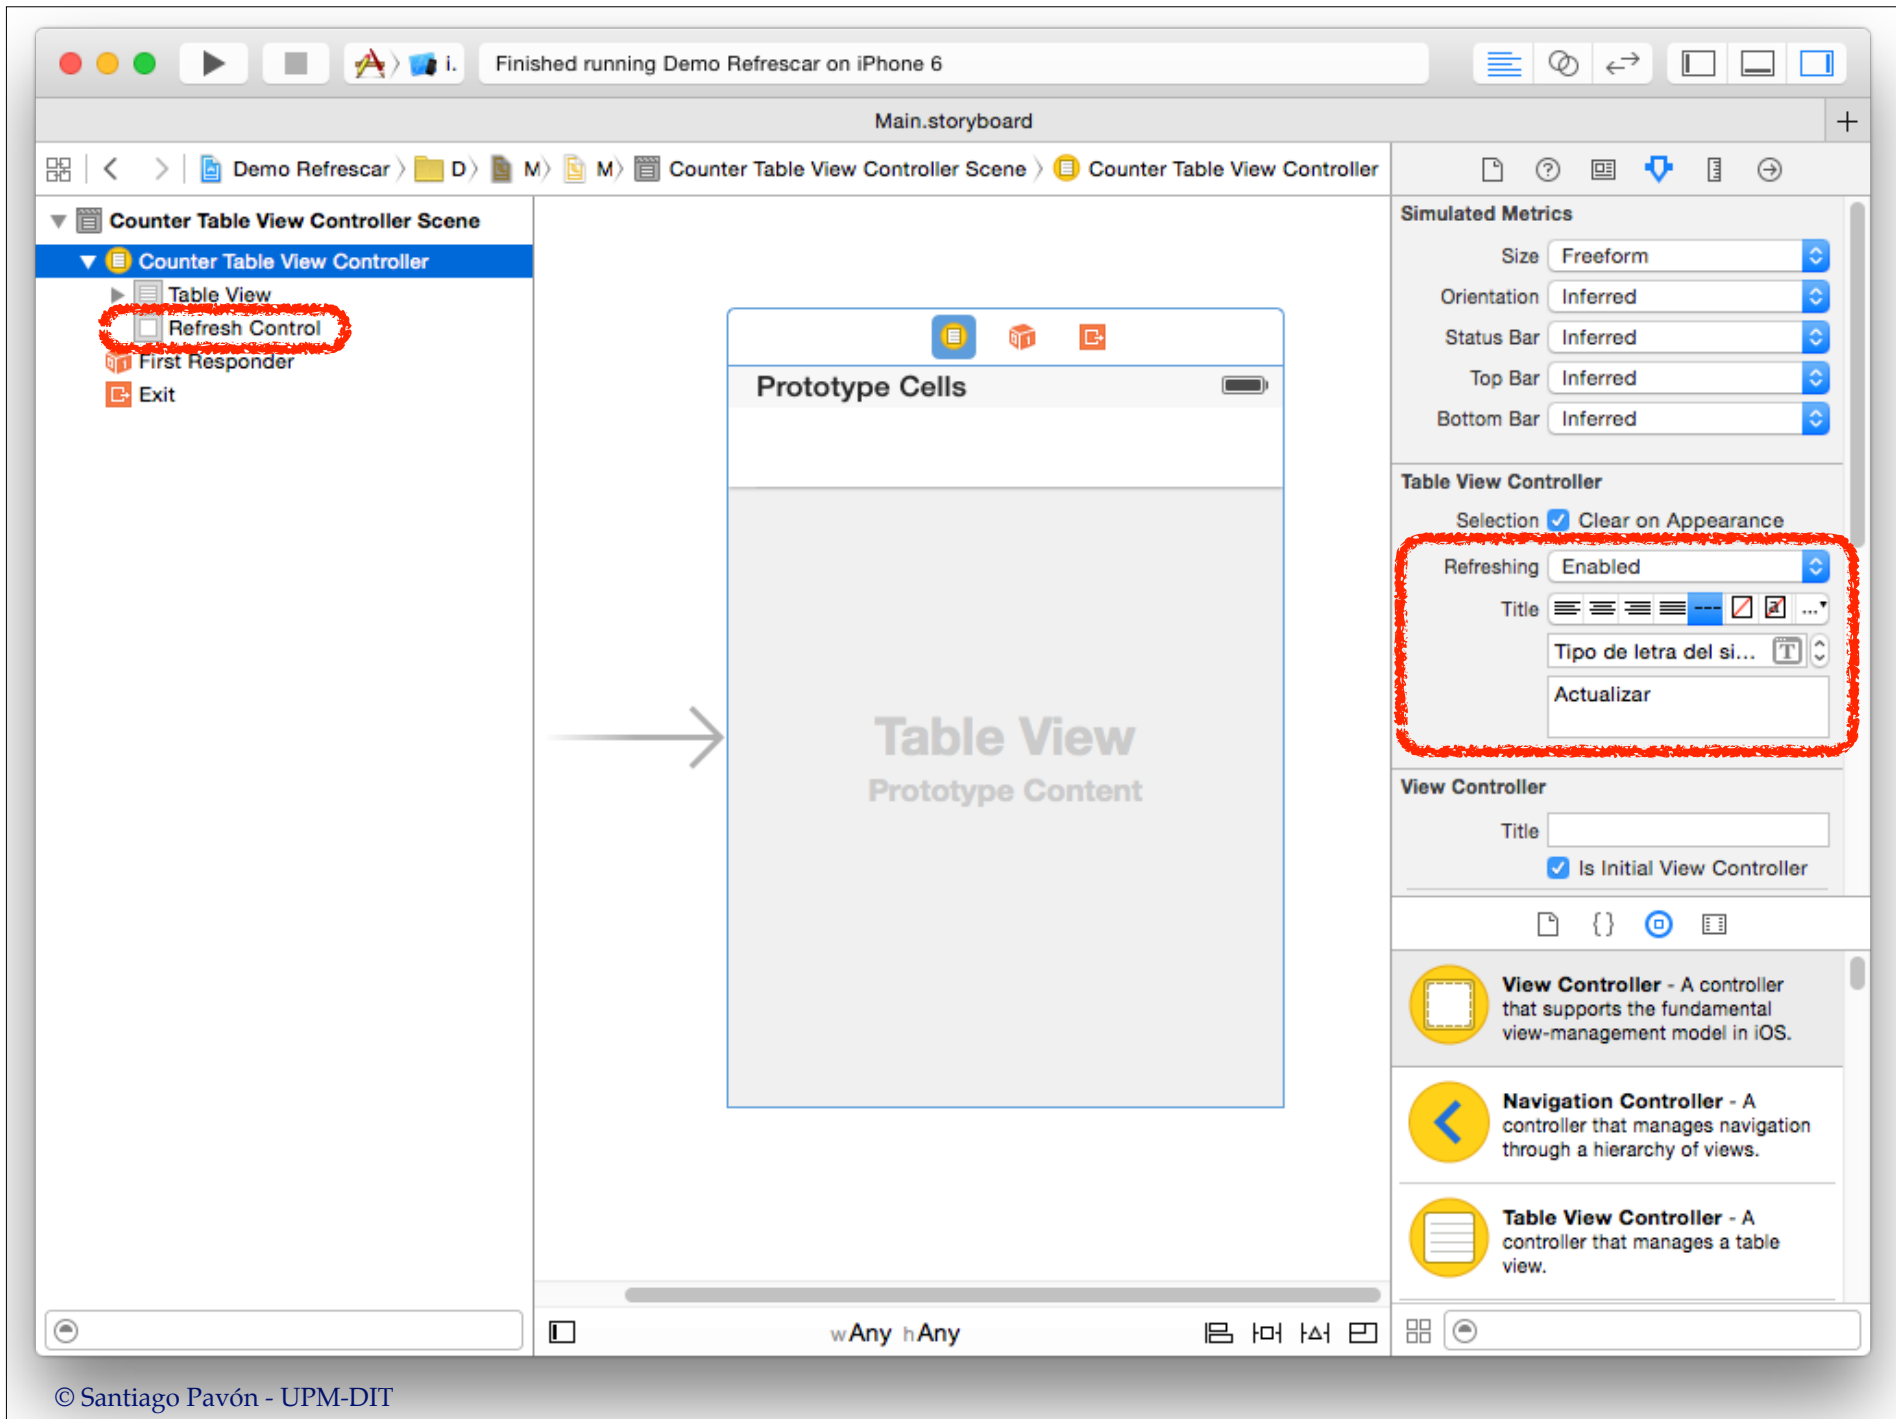 i.
Finished running Demo Refrescar on iPhone 6
Main.storyboard
Demo Refrescar
D
M
M
Counter Table View Controller Scene
Counter Table View Controller
Counter Table View Controller Scene
Counter Table View Controller
Table View
Refresh Control
First Responder
Exit
Prototype Cells
Table View
Prototype Content
wAny hAny
Simulated Metrics
Size Freeform
Orientation Inferred
Status Bar Inferred
Top Bar Inferred
Bottom Bar Inferred
Table View Controller
Selection Clear on Appearance
Refreshing Enabled
Title --- a ...
Tipo de letra del si... T
Actualizar
View Controller
Title
Is Initial View Controller
{}
View Controller - A controller
that supports the fundamental
view-management model in iOS.
Navigation Controller - A
controller that manages navigation
through a hierarchy of views.
Table View Controller - A
controller that manages a table
view.
© Santiago Pavón - UPM-DIT